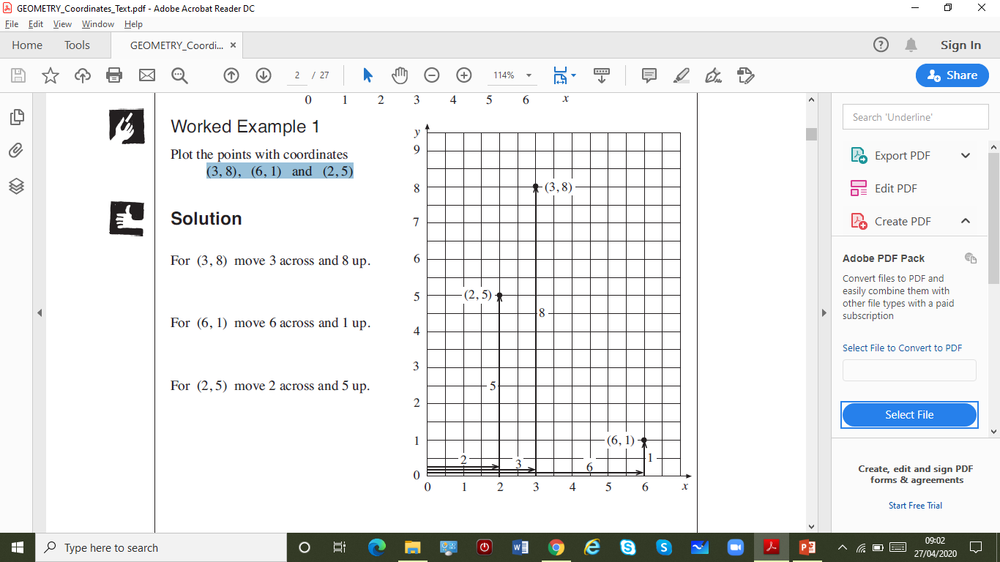 GEOMETRY_Coordinates_Text.pdf - Adobe Acrobat Reader DC
File Edit View Window Help
Home Tools GEOMETRY_Coordi... × Sign In
2 / 27 114% Share
0 1 2 3 4 5 6 x
Worked Example 1
Plot the points with coordinates
(3, 8), (6, 1) and (2, 5)
Solution
For (3, 8) move 3 across and 8 up.
For (6, 1) move 6 across and 1 up.
For (2, 5) move 2 across and 5 up.
y
9
8 (3, 8)
7
6
5 (2, 5)
8
4
3
5
2
1 (6, 1)
2 3 6 1
0
0 1 2 3 4 5 6 x
Search 'Underline'
Export PDF
Edit PDF
Create PDF
Adobe PDF Pack
Convert files to PDF and
easily combine them with
other file types with a paid
subscription
Select File to Convert to PDF
Select File
Create, edit and sign PDF
forms & agreements
Start Free Trial
Type here to search
09:02
27/04/2020